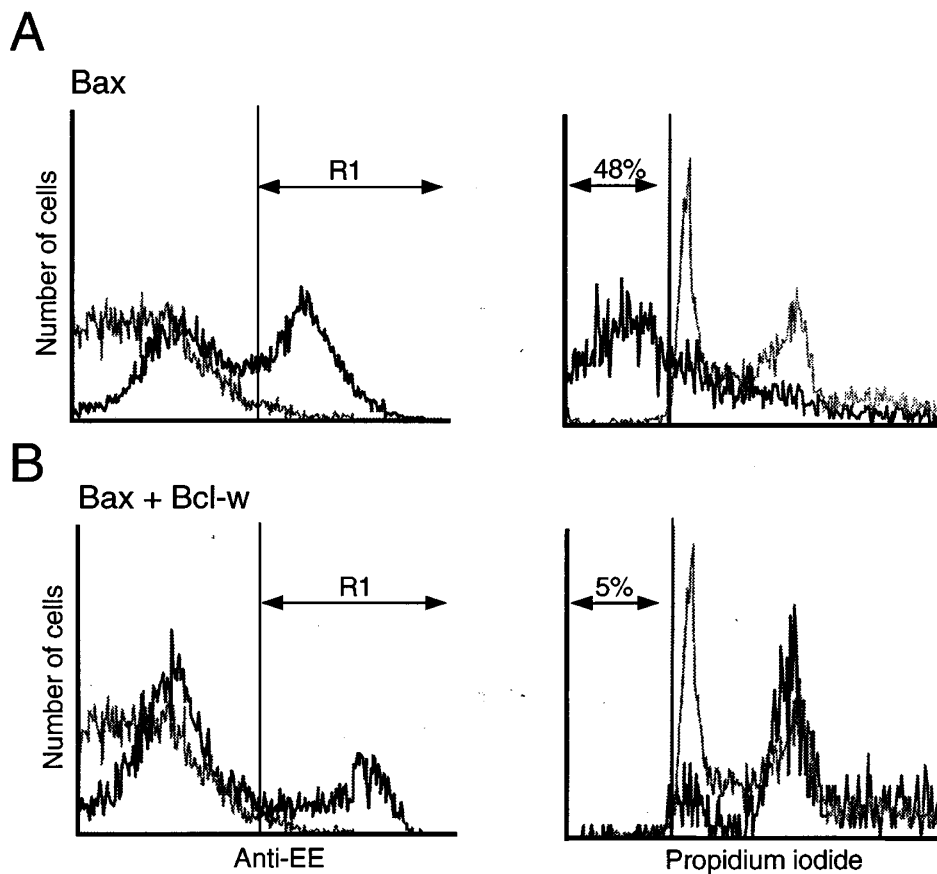 A
Bax
R1
48%
Number of cells
B
Bax + Bcl-w
R1
5%
Number of cells
Anti-EE
Propidium iodide